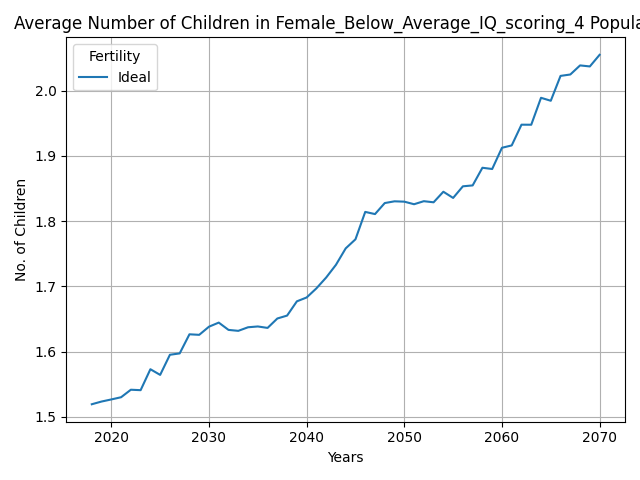 Average Number of Children in Female_Below_Average_IQ_scoring_4 Popula
Fertility
Ideal
No. of Children
2.0
1.9
1.8
1.7
1.6
1.5
2020 2030 2040 2050 2060 2070
Years